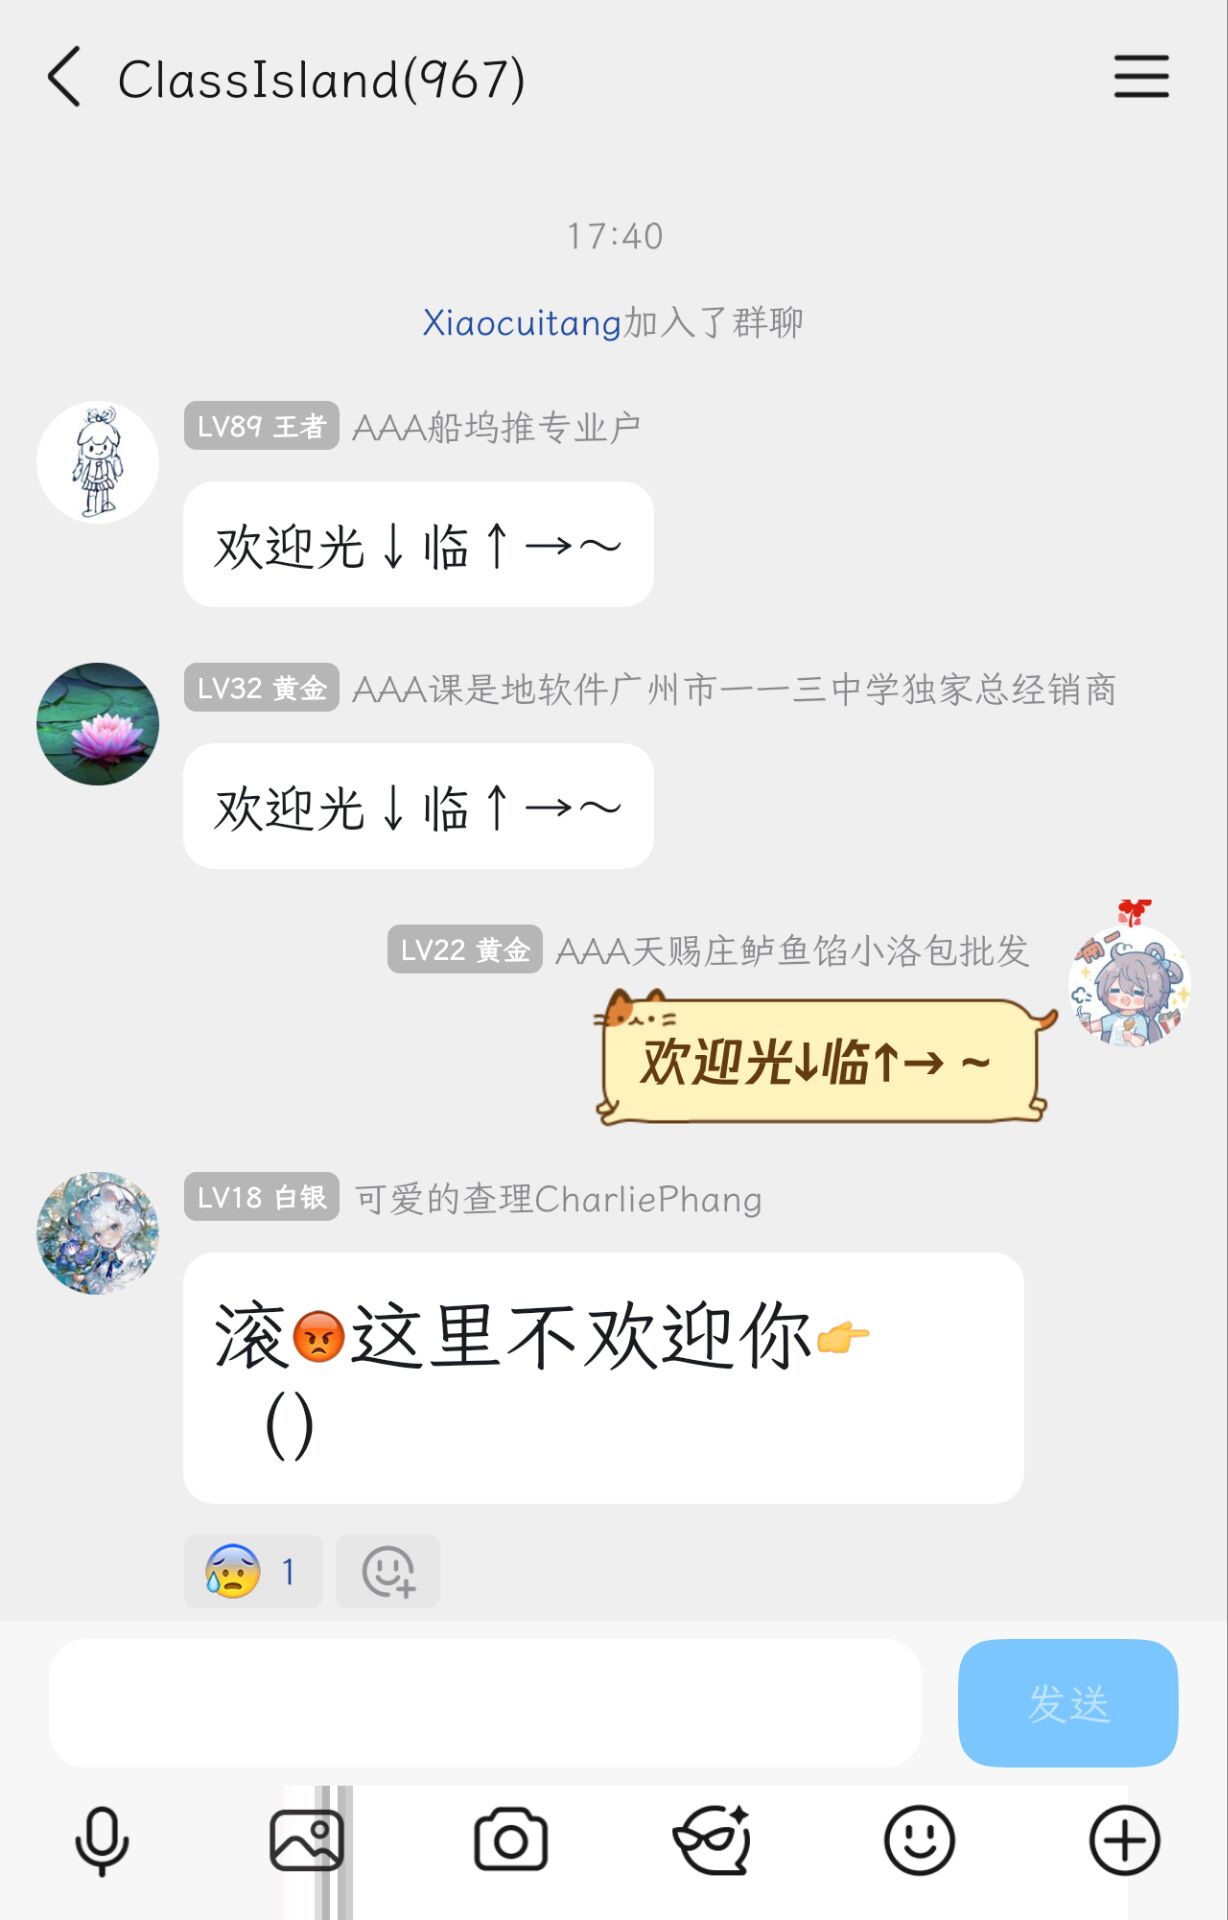 ClassIsland(967)
17:40
Xiaocuitang加入了群聊
LV89 王者 AAA船坞推专业户
欢迎光↓临↑→～
LV32 黄金 AAA课是地软件广州市一一三中学独家总经销商
欢迎光↓临↑→～
LV22 黄金 AAA天赐庄鲈鱼馅小洛包批发
欢迎光↓临↑→ ~
LV18 白银 可爱的查理CharliePhang
滚😡这里不欢迎你👉
()
😰 1
发送